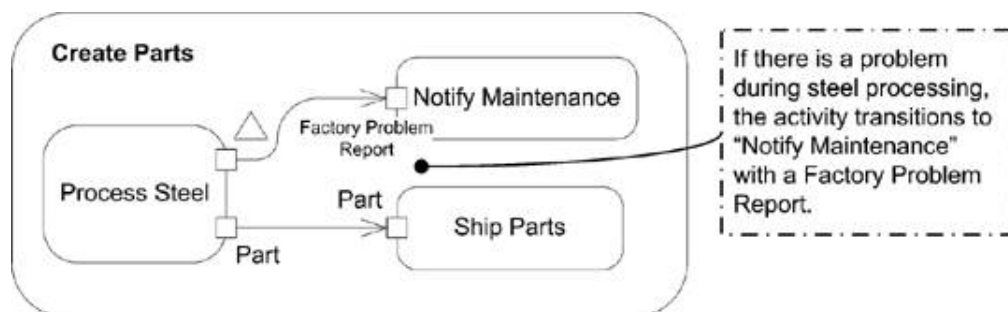 Create Parts
Notify Maintenance
Factory Problem
Report
Process Steel
Part
Part
Ship Parts
If there is a problem
during steel processing,
the activity transitions to
“Notify Maintenance”
with a Factory Problem
Report.